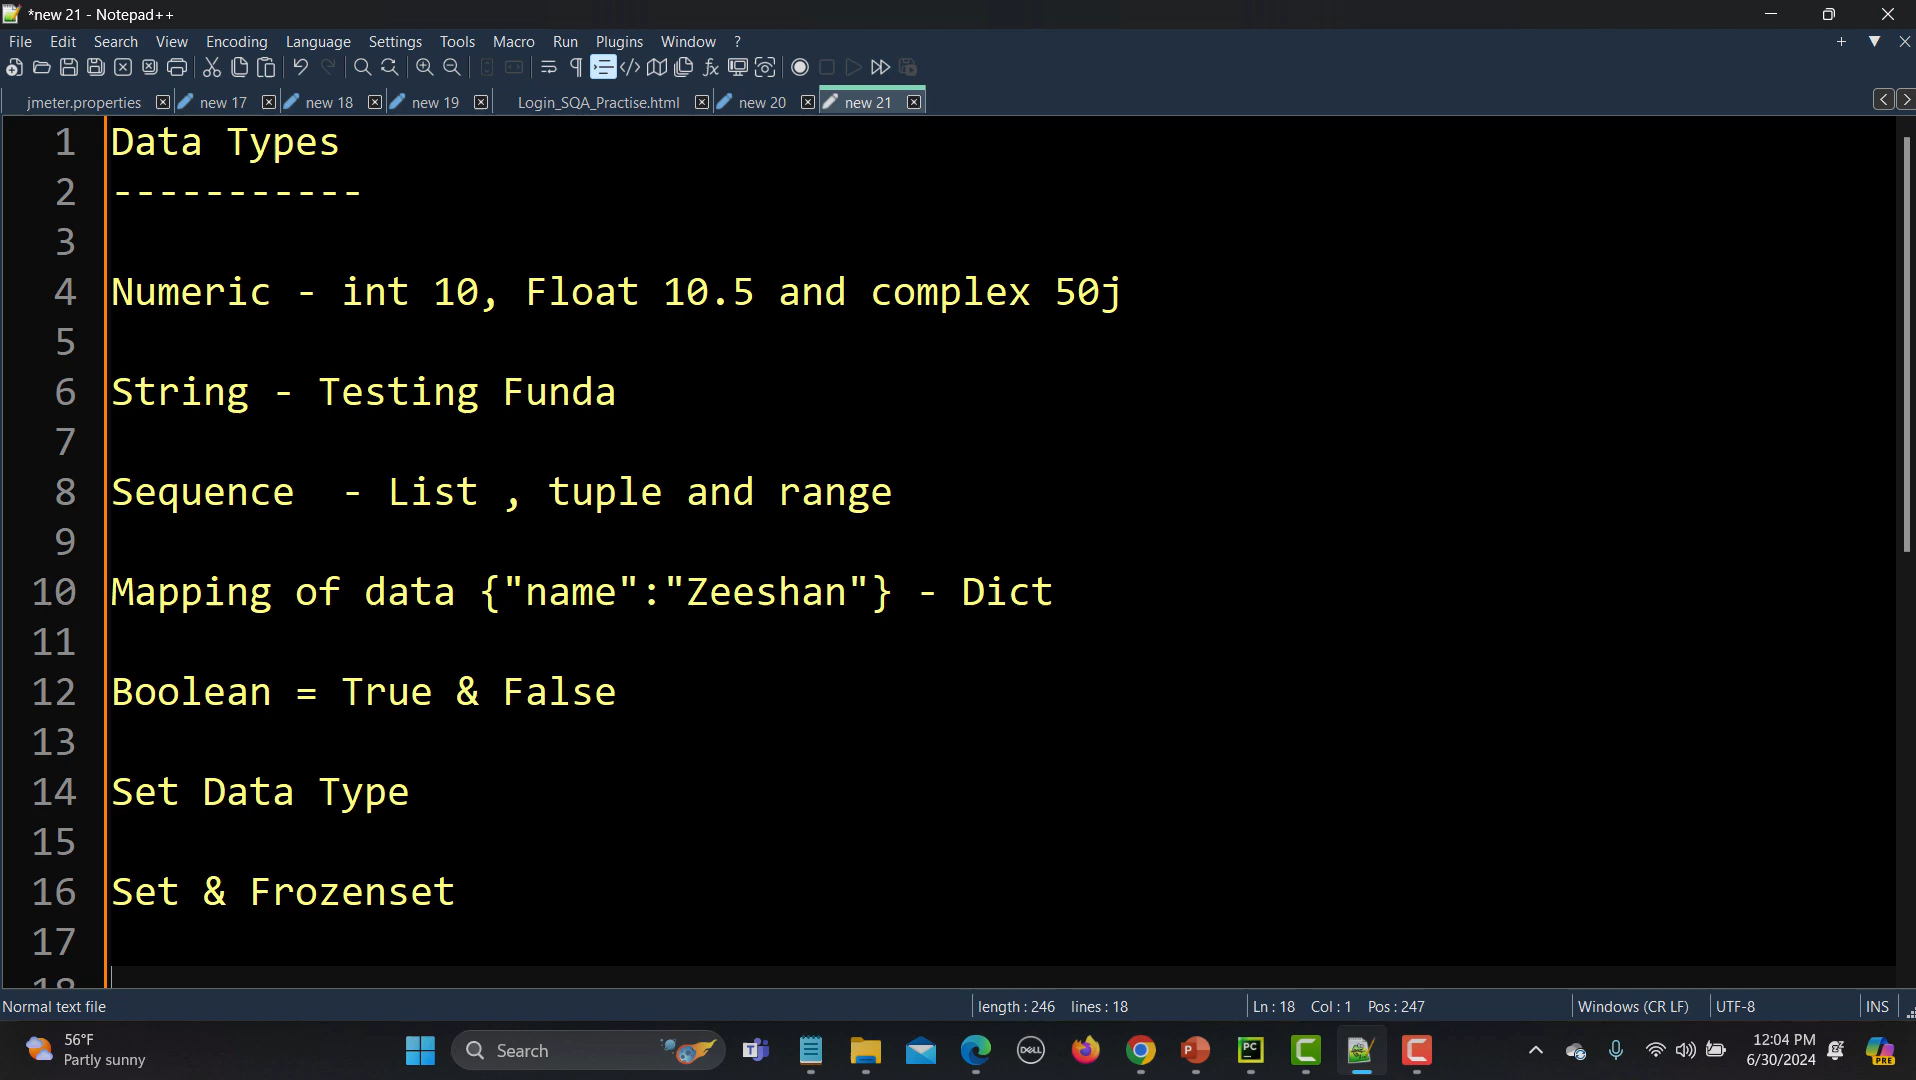 *new 21 - Notepad++
File Edit Search View Encoding Language Settings Tools Macro Run Plugins Window ?
jmeter.properties new 17 new 18 new 19 Login_SQA_Practise.html new 20 new 21
1 Data Types
2 -----------
3
4 Numeric - int 10, Float 10.5 and complex 50j
5
6 String - Testing Funda
7
8 Sequence  - List , tuple and range
9
10 Mapping of data {"name":"Zeeshan"} - Dict
11
12 Boolean = True & False
13
14 Set Data Type
15
16 Set & Frozenset
17
18
Normal text file length : 246 lines : 18 Ln : 18 Col : 1 Pos : 247 Windows (CR LF) UTF-8 INS
56°F
Partly sunny
Search
DELL
PC
PRE
12:04 PM
6/30/2024